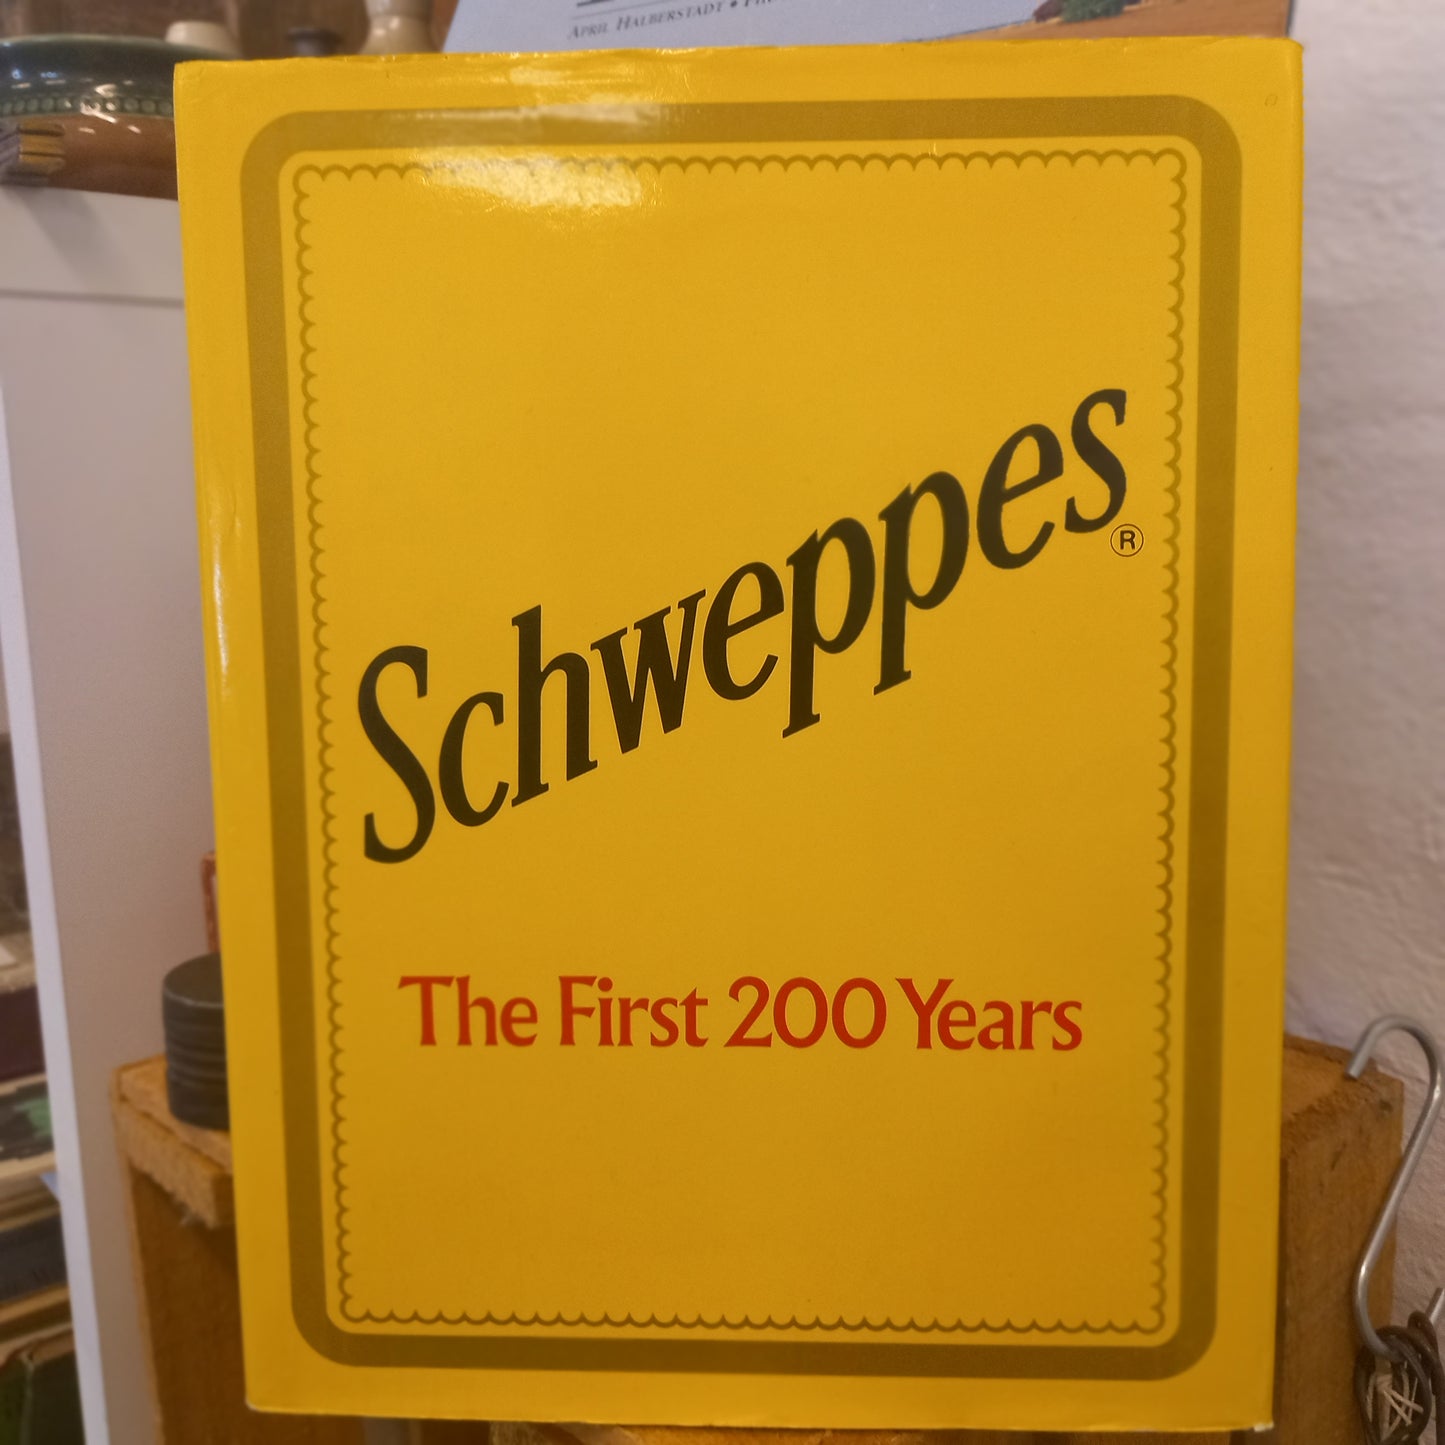 April Halberstadt •
Schweppes®
The First 200 Years